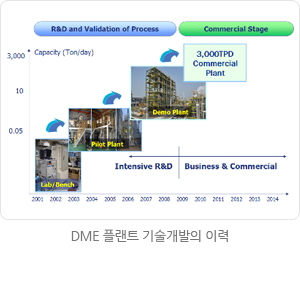 R&D and Validation of Process
Commercial Stage
Capacity (Ton/day)
3,000
10
0.05
3,000TPD
Commercial
Plant
Demo Plant
Pilot Plant
Lab/Bench
Intensive R&D
Business & Commercial
2001 2002 2003 2004 2005 2006 2007 2008 2009 2010 2011 2012 2013 2014
DME 플랜트 기술개발의 이력